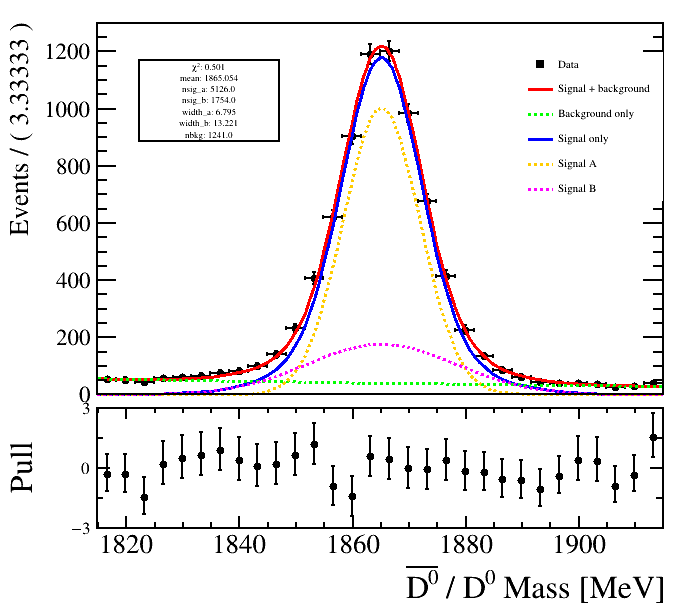 Events / ( 3.33333 )
1200
1000
800
600
400
200
0
χ²: 0.501
mean: 1865.054
nsig_a: 5126.0
nsig_b: 1754.0
width_a: 6.795
width_b: 13.221
nbkg: 1241.0
Data
Signal + background
Background only
Signal only
Signal A
Signal B
Pull
3
0
−3
1820 1840 1860 1880 1900
D̅⁰ / D⁰ Mass [MeV]